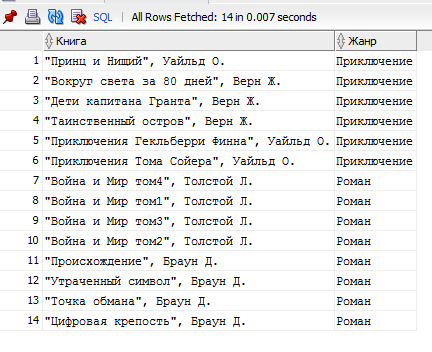 SQL | All Rows Fetched: 14 in 0.007 seconds
Книга Жанр
1 "Принц и Нищий", Уайльд О. Приключение
2 "Вокруг света за 80 дней", Верн Ж. Приключение
3 "Дети капитана Гранта", Верн Ж. Приключение
4 "Таинственный остров", Верн Ж. Приключение
5 "Приключения Гекльберри Финна", Уайльд О. Приключение
6 "Приключения Тома Сойера", Уайльд О. Приключение
7 "Война и Мир том4", Толстой Л. Роман
8 "Война и Мир том1", Толстой Л. Роман
9 "Война и Мир том3", Толстой Л. Роман
10 "Война и Мир том2", Толстой Л. Роман
11 "Происхождение", Браун Д. Роман
12 "Утраченный символ", Браун Д. Роман
13 "Точка обмана", Браун Д. Роман
14 "Цифровая крепость", Браун Д. Роман